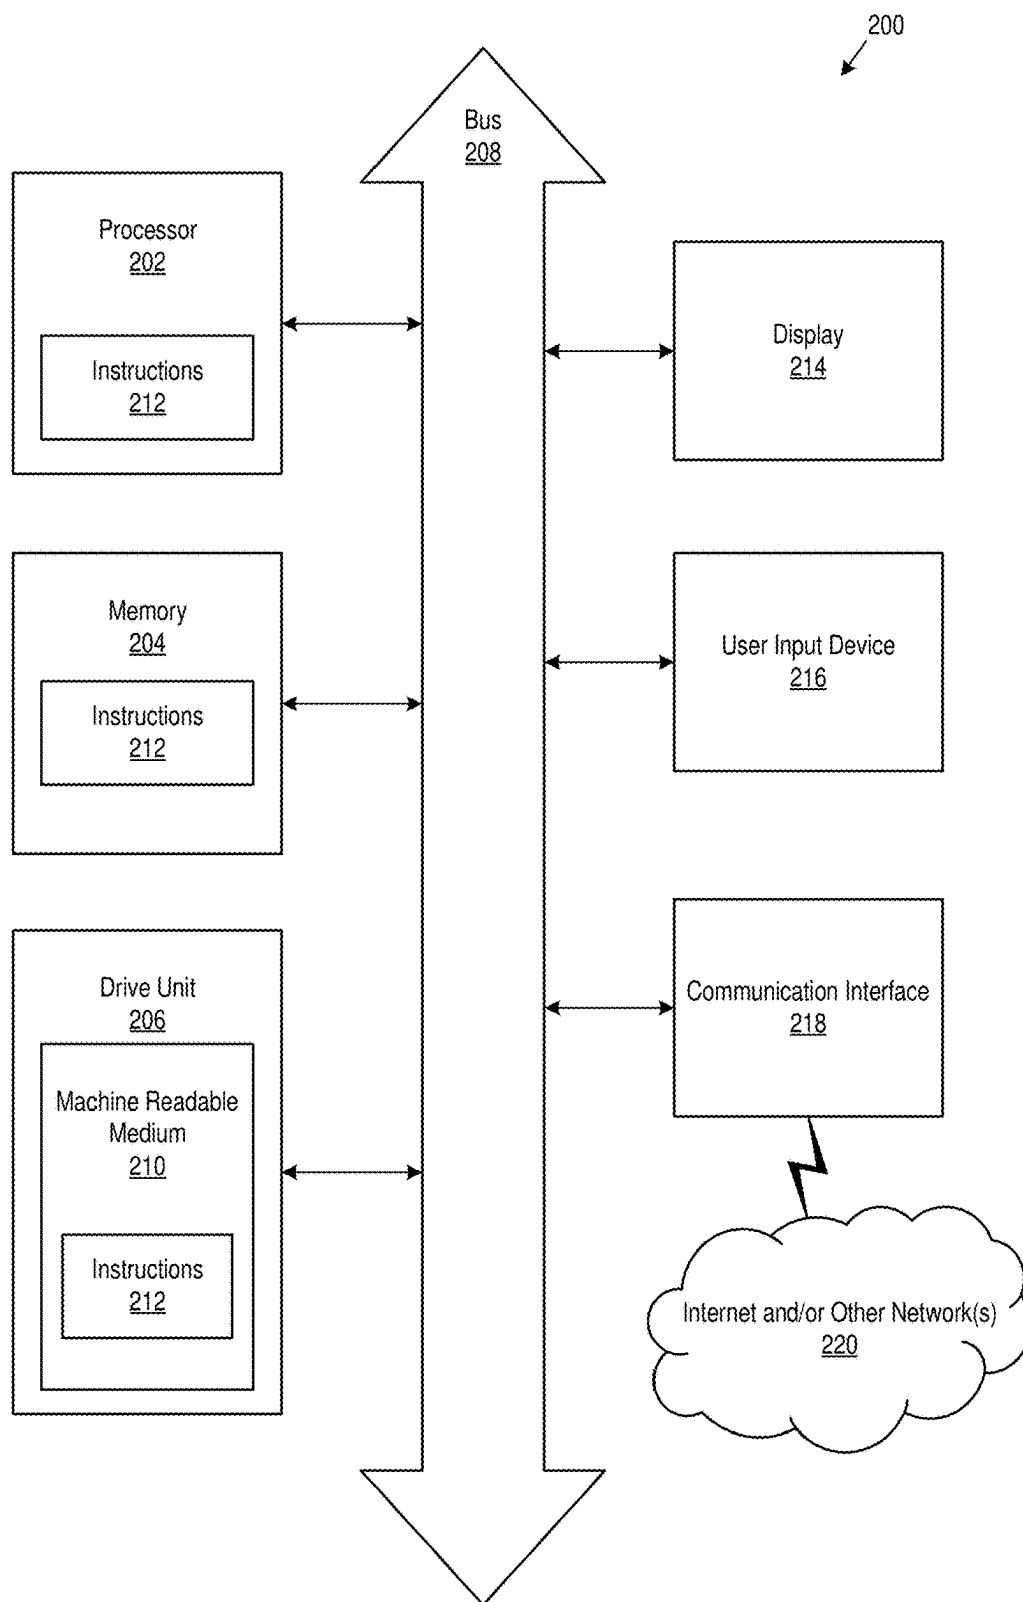 200
Bus
208
Processor
202
Instructions
212
Display
214
Memory
204
Instructions
212
User Input Device
216
Drive Unit
206
Machine Readable
Medium
210
Instructions
212
Communication Interface
218
Internet and/or Other Network(s)
220